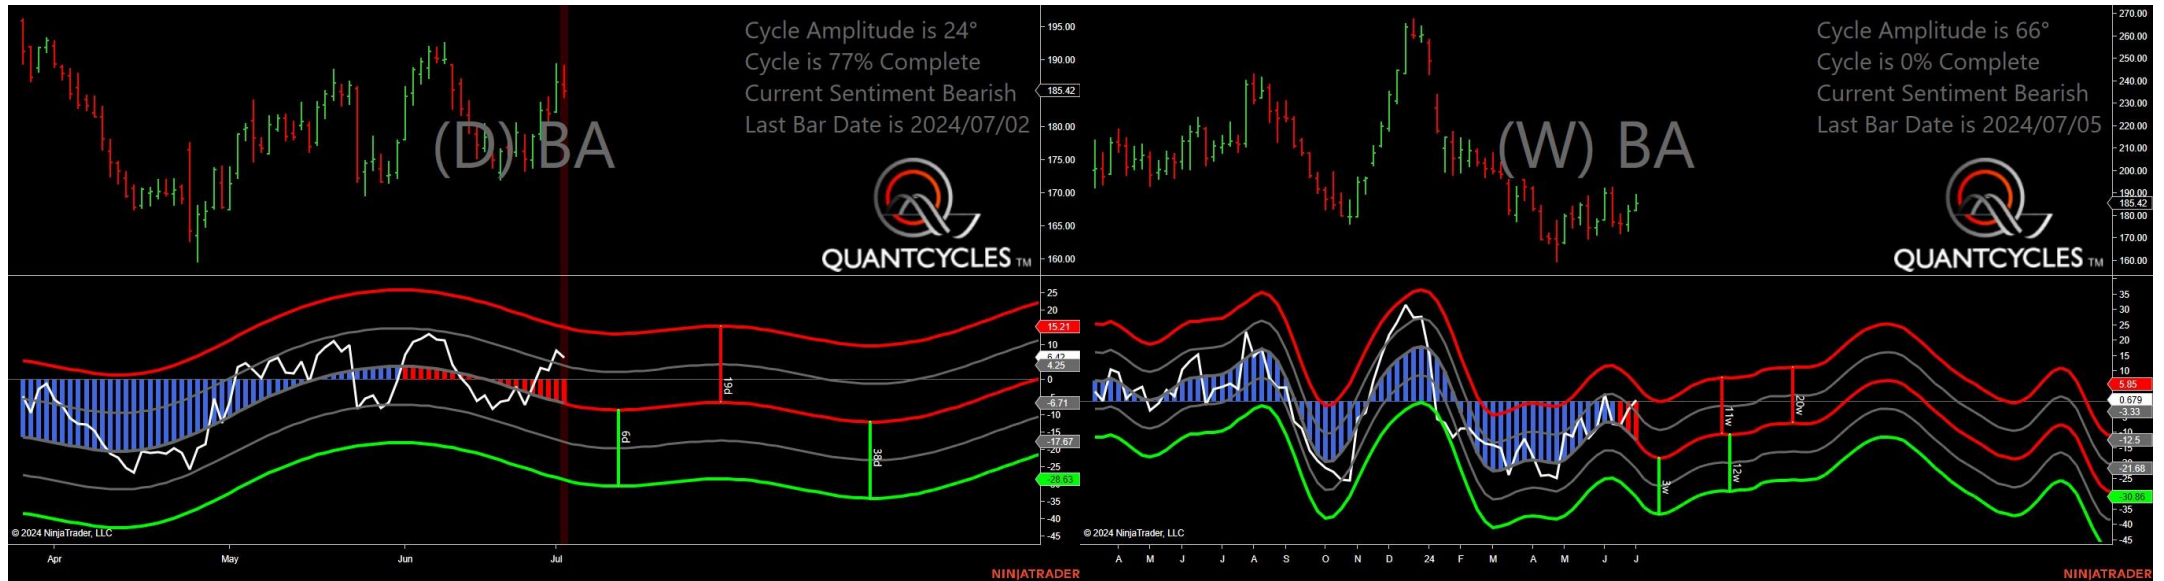 Cycle Amplitude is 24°
Cycle is 77% Complete
Current Sentiment Bearish
Last Bar Date is 2024/07/02
(D) BA
QUANTCYCLES TM
195.00
190.00
185.42
180.00
175.00
170.00
165.00
160.00
25
20
15.21
10
6.42
4.25
0
-6.71
-10
-15
-17.67
-20
-25
-28.63
-35
-40
-45
19d
6d
38d
© 2024 NinjaTrader, LLC
Apr May Jun Jul
NINJATRADER
Cycle Amplitude is 66°
Cycle is 0% Complete
Current Sentiment Bearish
Last Bar Date is 2024/07/05
(W) BA
QUANTCYCLES TM
270.00
260.00
250.00
240.00
230.00
220.00
210.00
200.00
190.00
185.42
180.00
170.00
160.00
35
30
25
20
15
10
5.85
0.679
-3.33
-10
-12.5
-15
-21.68
-25
-30.86
-35
-40
-45
11w
20w
3w
12w
© 2024 NinjaTrader, LLC
A M J J A S O N D 24 F M A M J J
NINJATRADER